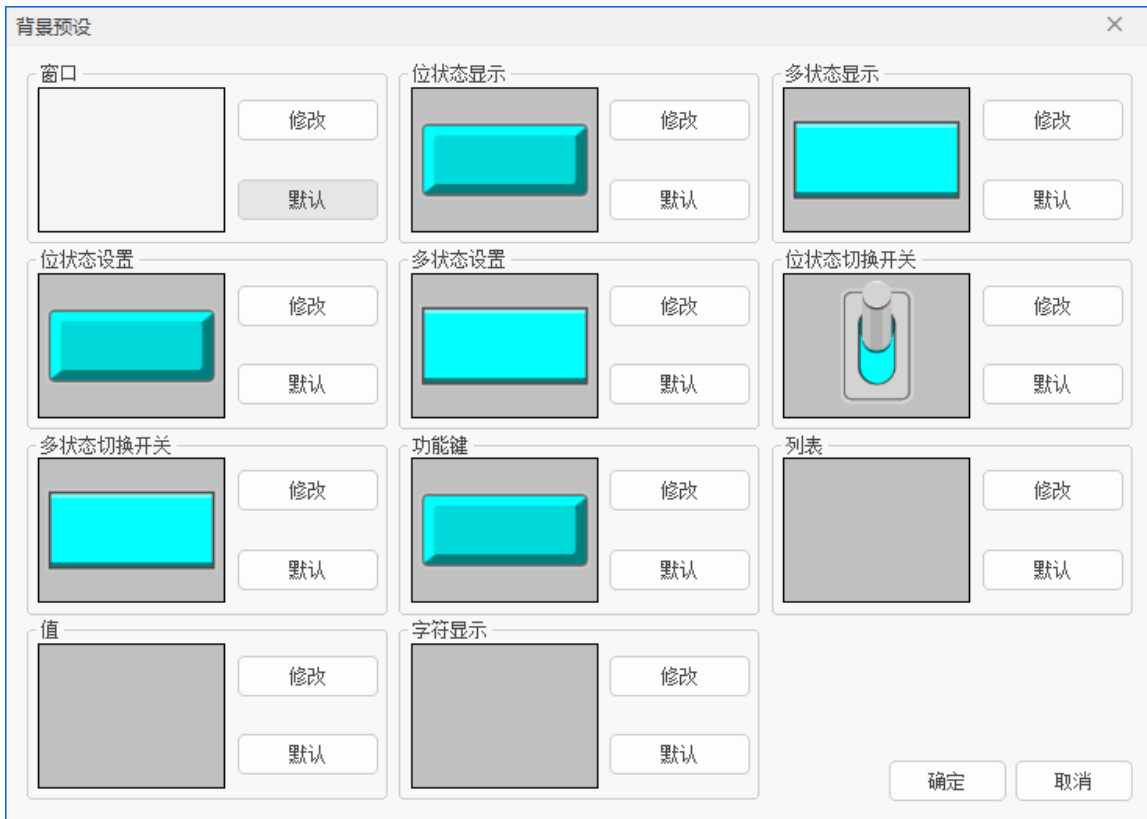 背景预设
窗口
修改
默认
位状态显示
修改
默认
多状态显示
修改
默认
位状态设置
修改
默认
多状态设置
修改
默认
位状态切换开关
修改
默认
多状态切换开关
修改
默认
功能键
修改
默认
列表
修改
默认
值
修改
默认
字符显示
修改
默认
确定
取消